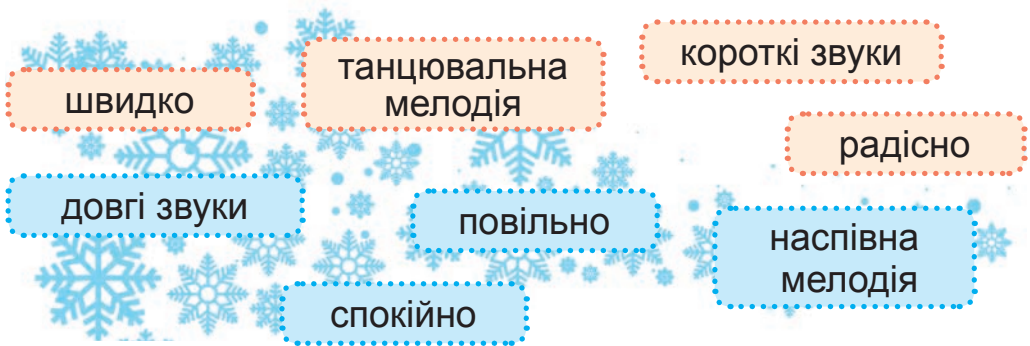 швидко
танцювальна
мелодія
короткі звуки
радісно
довгі звуки
повільно
наспівна
мелодія
спокійно